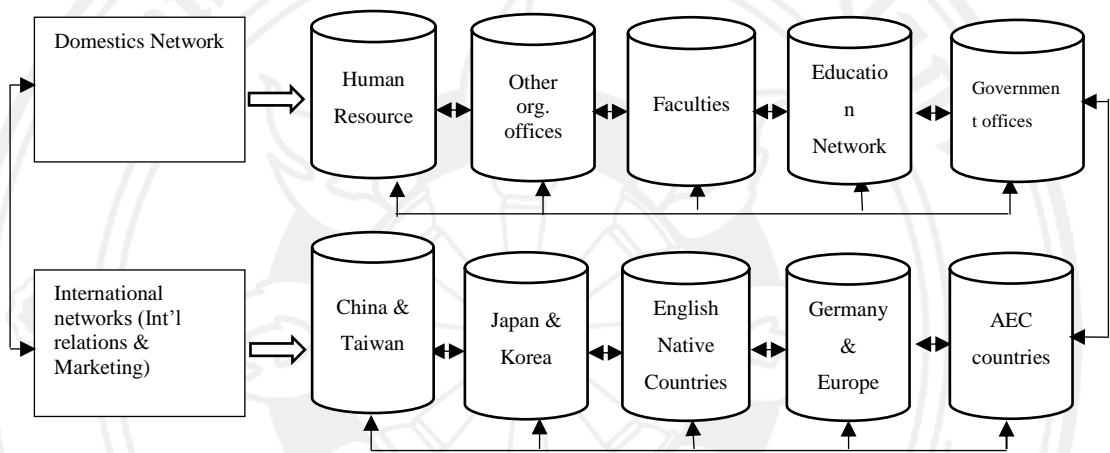 Domestics Network
Human
Resource
Other
org.
offices
Faculties
Educatio
n
Network
Governmen
t offices
International
networks (Int’l
relations &
Marketing)
China &
Taiwan
Japan &
Korea
English
Native
Countries
Germany
&
Europe
AEC
countries